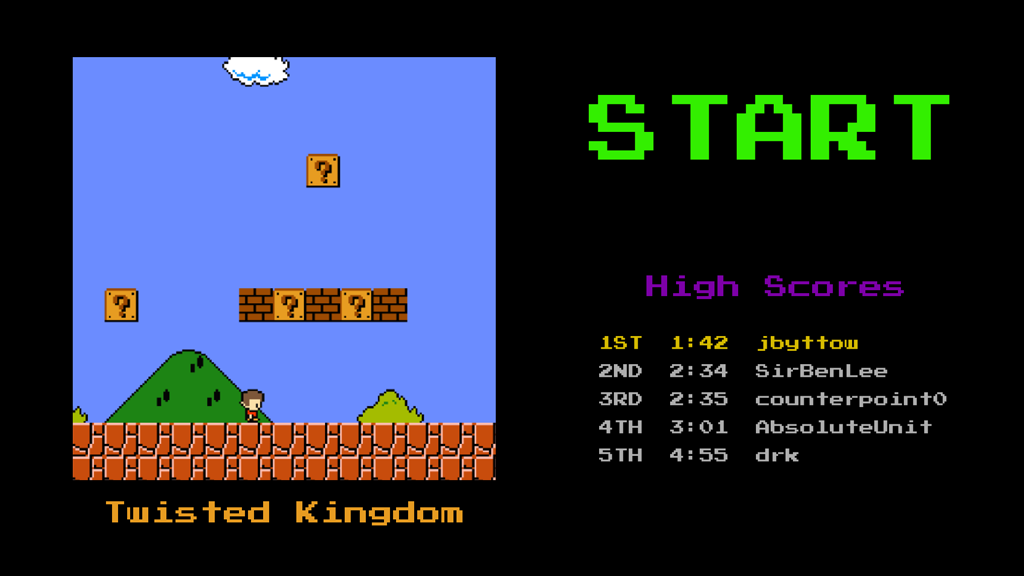 ?
? ? ?
Twisted Kingdom
START
High Scores
1ST 1:42 jbyttow
2ND 2:34 SirBenLee
3RD 2:35 counterpoint0
4TH 3:01 AbsoluteUnit
5TH 4:55 drk